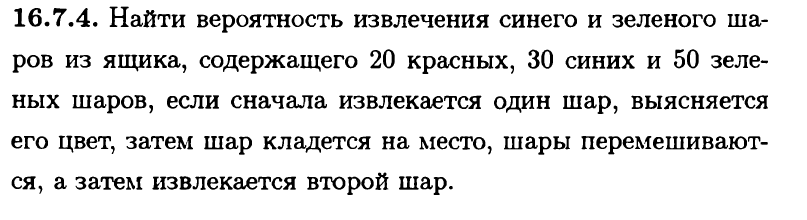 16.7.4. Найти вероятность извлечения синего и зеленого ша-
ров из ящика, содержащего 20 красных, 30 синих и 50 зеле-
ных шаров, если сначала извлекается один шар, выясняется
его цвет, затем шар кладется на место, шары перемешивают-
ся, а затем извлекается второй шар.